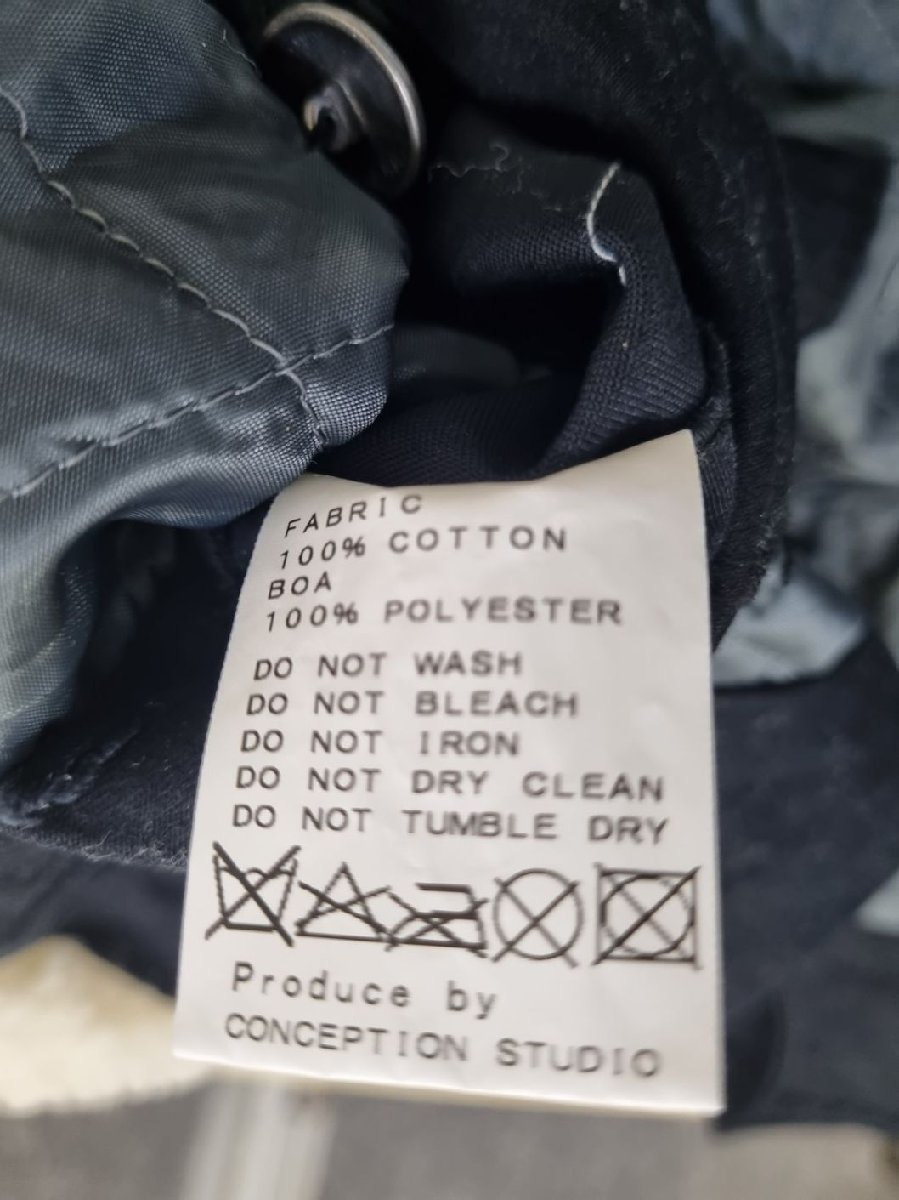 FABRIC
100% COTTON
BOA
100% POLYESTER
DO NOT WASH
DO NOT BLEACH
DO NOT IRON
DO NOT DRY CLEAN
DO NOT TUMBLE DRY
Produce by
CONCEPTION STUDIO